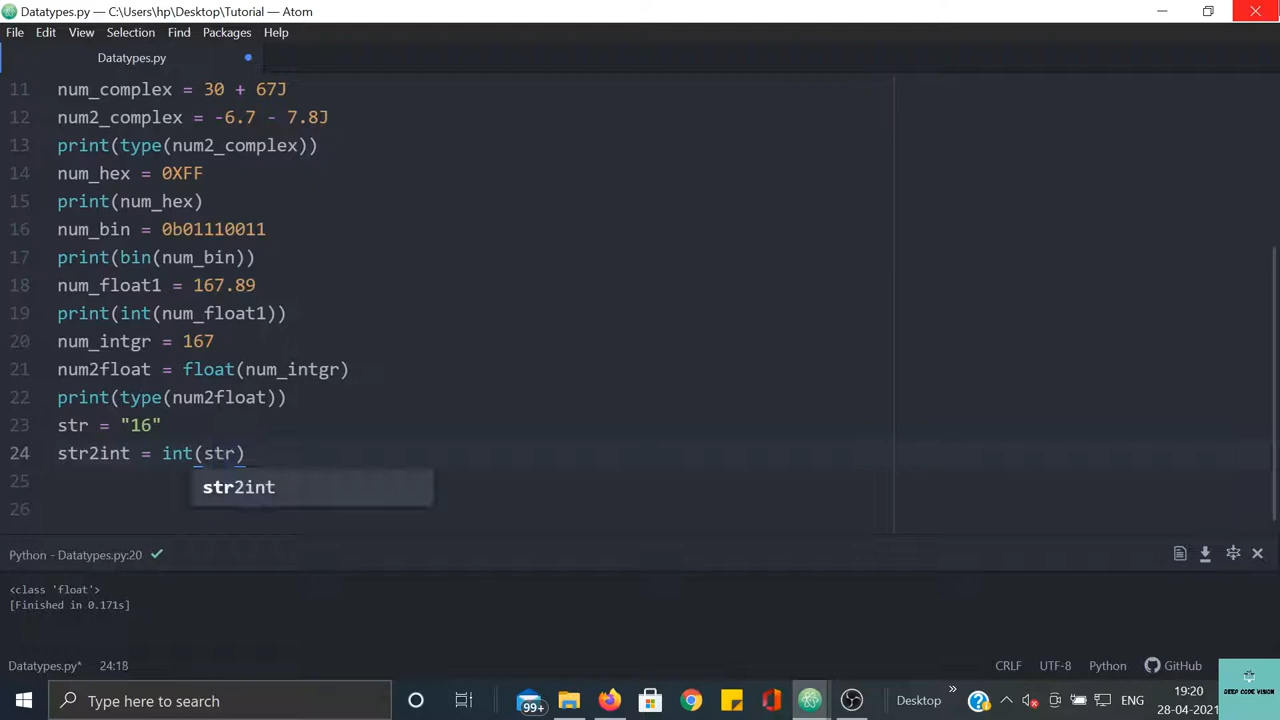 Datatypes.py — C:\Users\hp\Desktop\Tutorial — Atom
File Edit View Selection Find Packages Help
Datatypes.py
11 num_complex = 30 + 67J
12 num2_complex = -6.7 - 7.8J
13 print(type(num2_complex))
14 num_hex = 0XFF
15 print(num_hex)
16 num_bin = 0b01110011
17 print(bin(num_bin))
18 num_float1 = 167.89
19 print(int(num_float1))
20 num_intgr = 167
21 num2float = float(num_intgr)
22 print(type(num2float))
23 str = "16"
24 str2int = int(str)
25
str2int
26
Python - Datatypes.py:20
<class 'float'>
[Finished in 0.171s]
Datatypes.py* 24:18 CRLF UTF-8 Python GitHub
Type here to search 99+ Desktop ENG 19:20
28-04-2021
DEEP CODE VISION